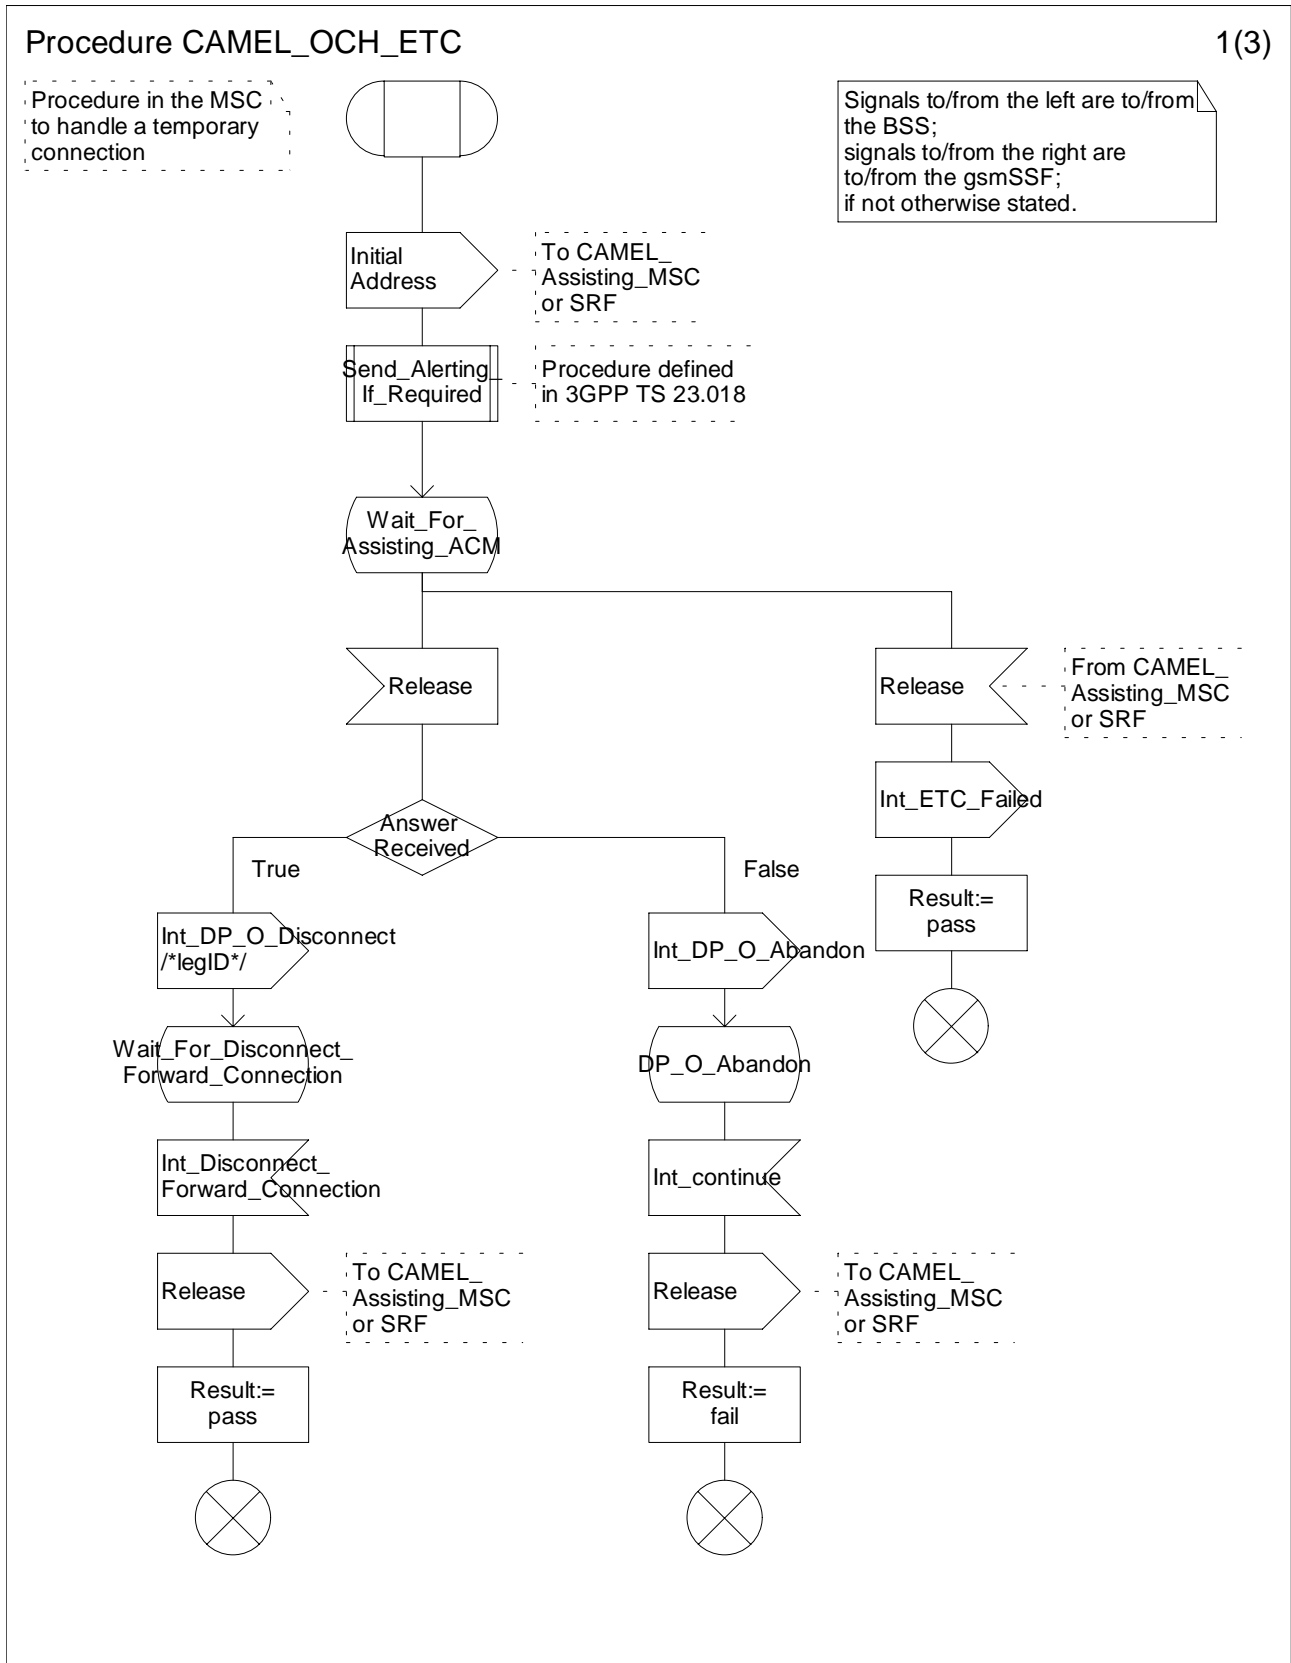 Procedure CAMEL_OCH_ETC
1(3)
Procedure in the MSC
to handle a temporary
connection
Signals to/from the left are to/from
the BSS;
signals to/from the right are
to/from the gsmSSF;
if not otherwise stated.
Initial
Address
To CAMEL_
Assisting_MSC
or SRF
Send_Alerting_
If_Required
Procedure defined
in 3GPP TS 23.018
Wait_For_
Assisting_ACM
Release
Release
From CAMEL_
Assisting_MSC
or SRF
Int_ETC_Failed
Answer
Received
True
False
Result:=
pass
Int_DP_O_Disconnect
/*legID*/
Int_DP_O_Abandon
Wait_For_Disconnect_
Forward_Connection
DP_O_Abandon
Int_Disconnect_
Forward_Connection
Int_continue
Release
To CAMEL_
Assisting_MSC
or SRF
Release
To CAMEL_
Assisting_MSC
or SRF
Result:=
pass
Result:=
fail